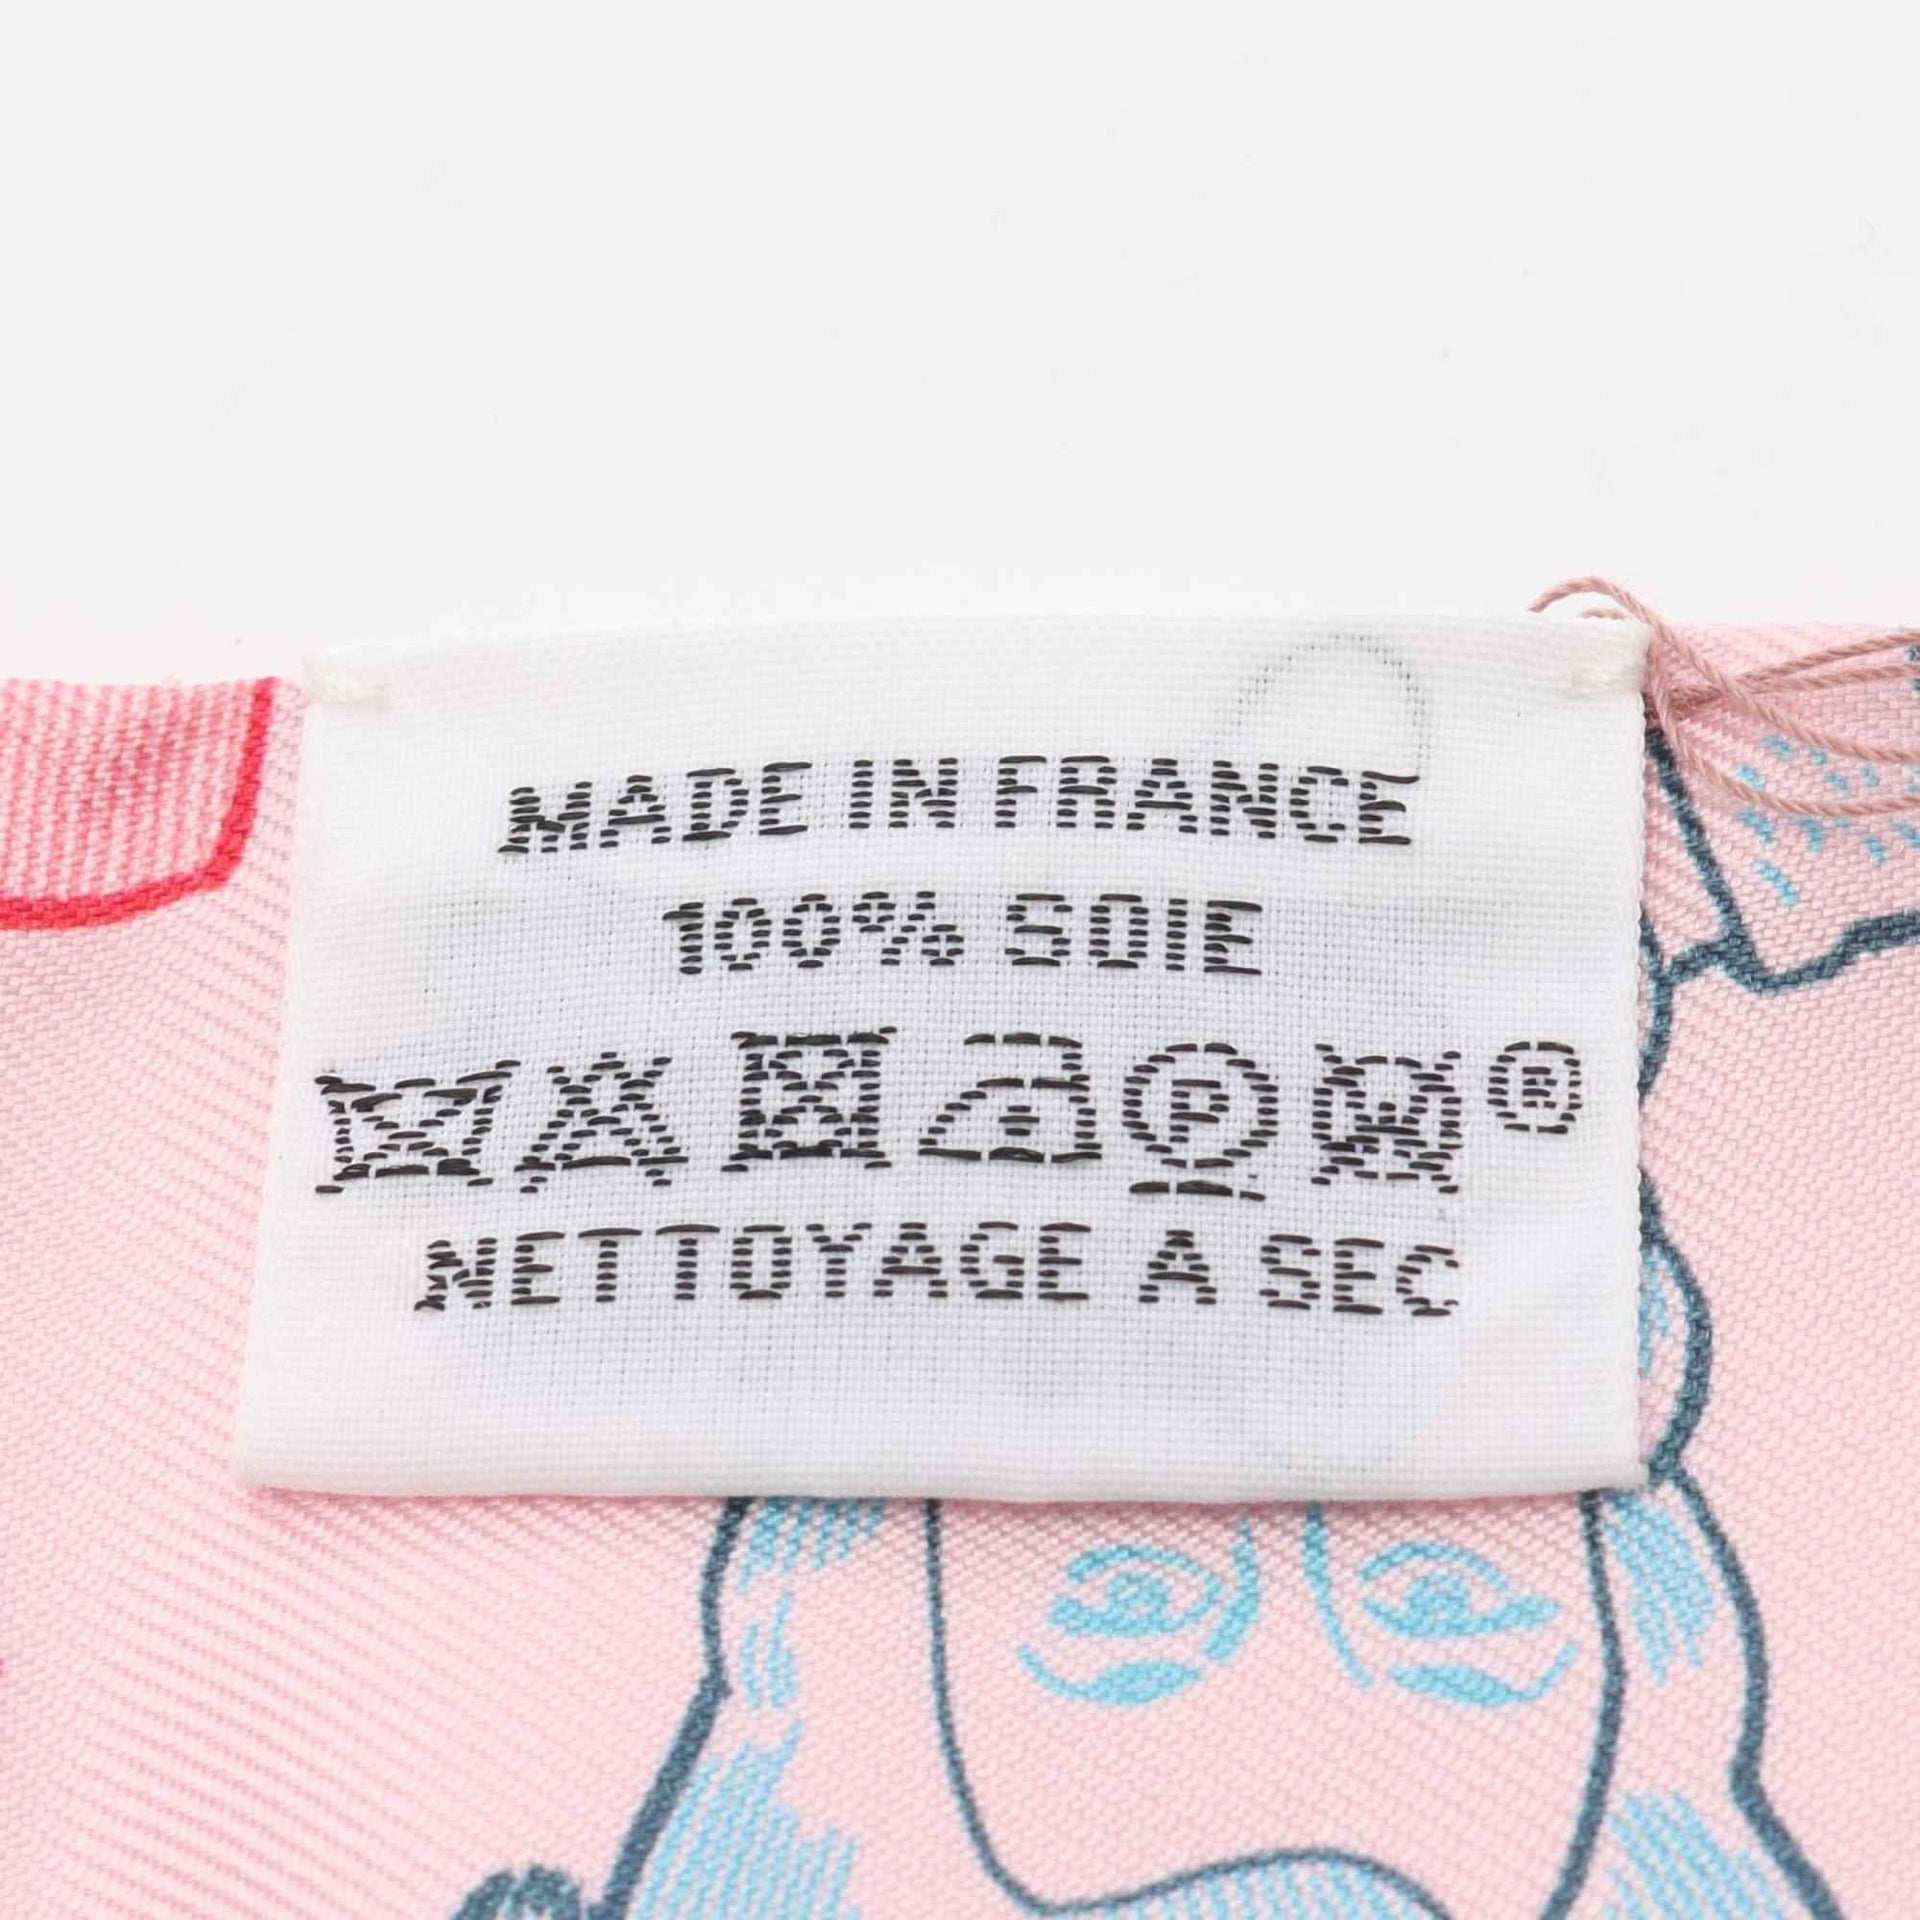 MADE IN FRANCE
100% SOIE
P ®
NETTOYAGE A SEC